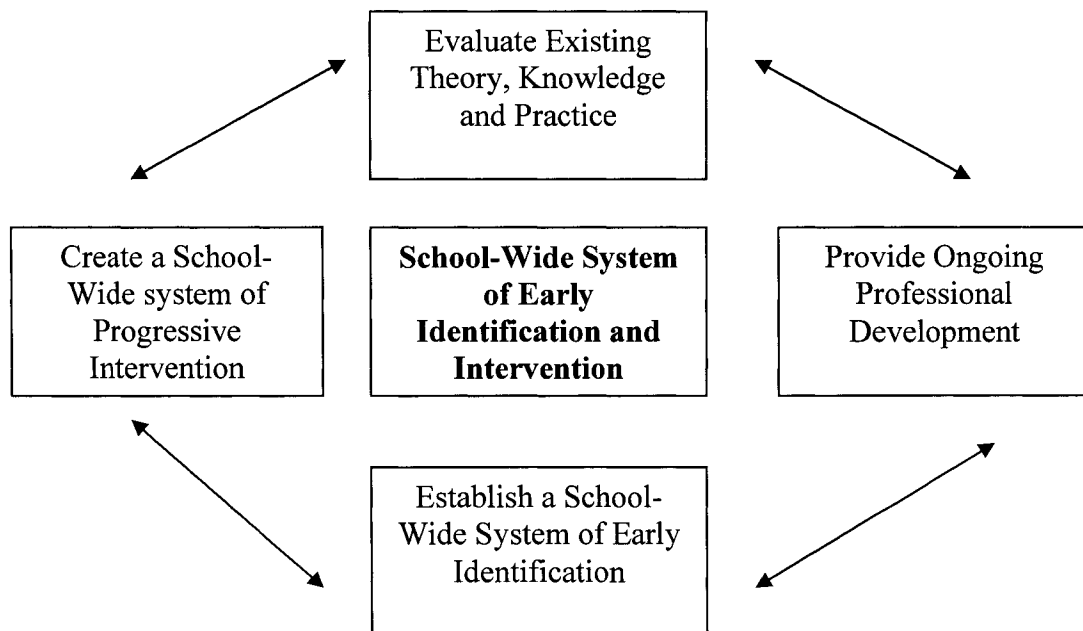 Evaluate Existing
Theory, Knowledge
and Practice
Create a School-
Wide system of
Progressive
Intervention
School-Wide System
of Early
Identification and
Intervention
Provide Ongoing
Professional
Development
Establish a School-
Wide System of Early
Identification